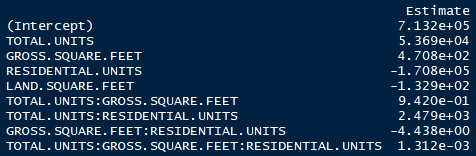 Estimate
(Intercept) 7.132e+05
TOTAL.UNITS 5.369e+04
GROSS.SQUARE.FEET 4.708e+02
RESIDENTIAL.UNITS -1.708e+05
LAND.SQUARE.FEET -1.329e+02
TOTAL.UNITS:GROSS.SQUARE.FEET 9.420e-01
TOTAL.UNITS:RESIDENTIAL.UNITS 2.479e+03
GROSS.SQUARE.FEET:RESIDENTIAL.UNITS -4.438e+00
TOTAL.UNITS:GROSS.SQUARE.FEET:RESIDENTIAL.UNITS 1.312e-03